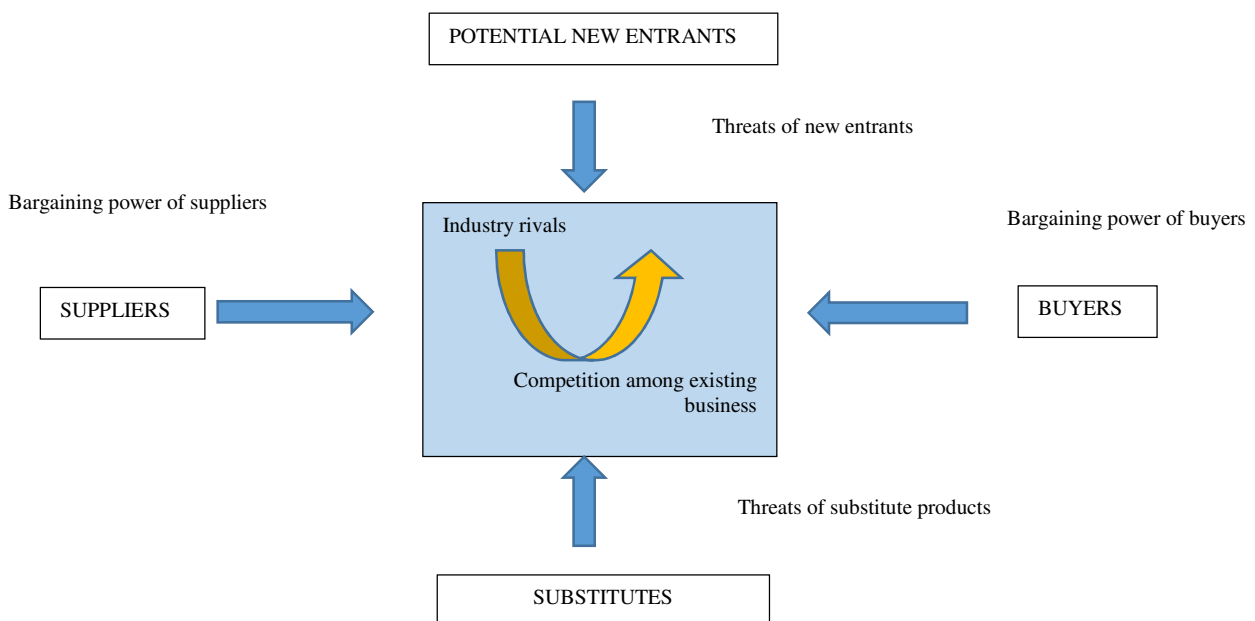 POTENTIAL NEW ENTRANTS
Threats of new entrants
Bargaining power of suppliers
Industry rivals
Bargaining power of buyers
SUPPLIERS
BUYERS
Competition among existing
business
Threats of substitute products
SUBSTITUTES